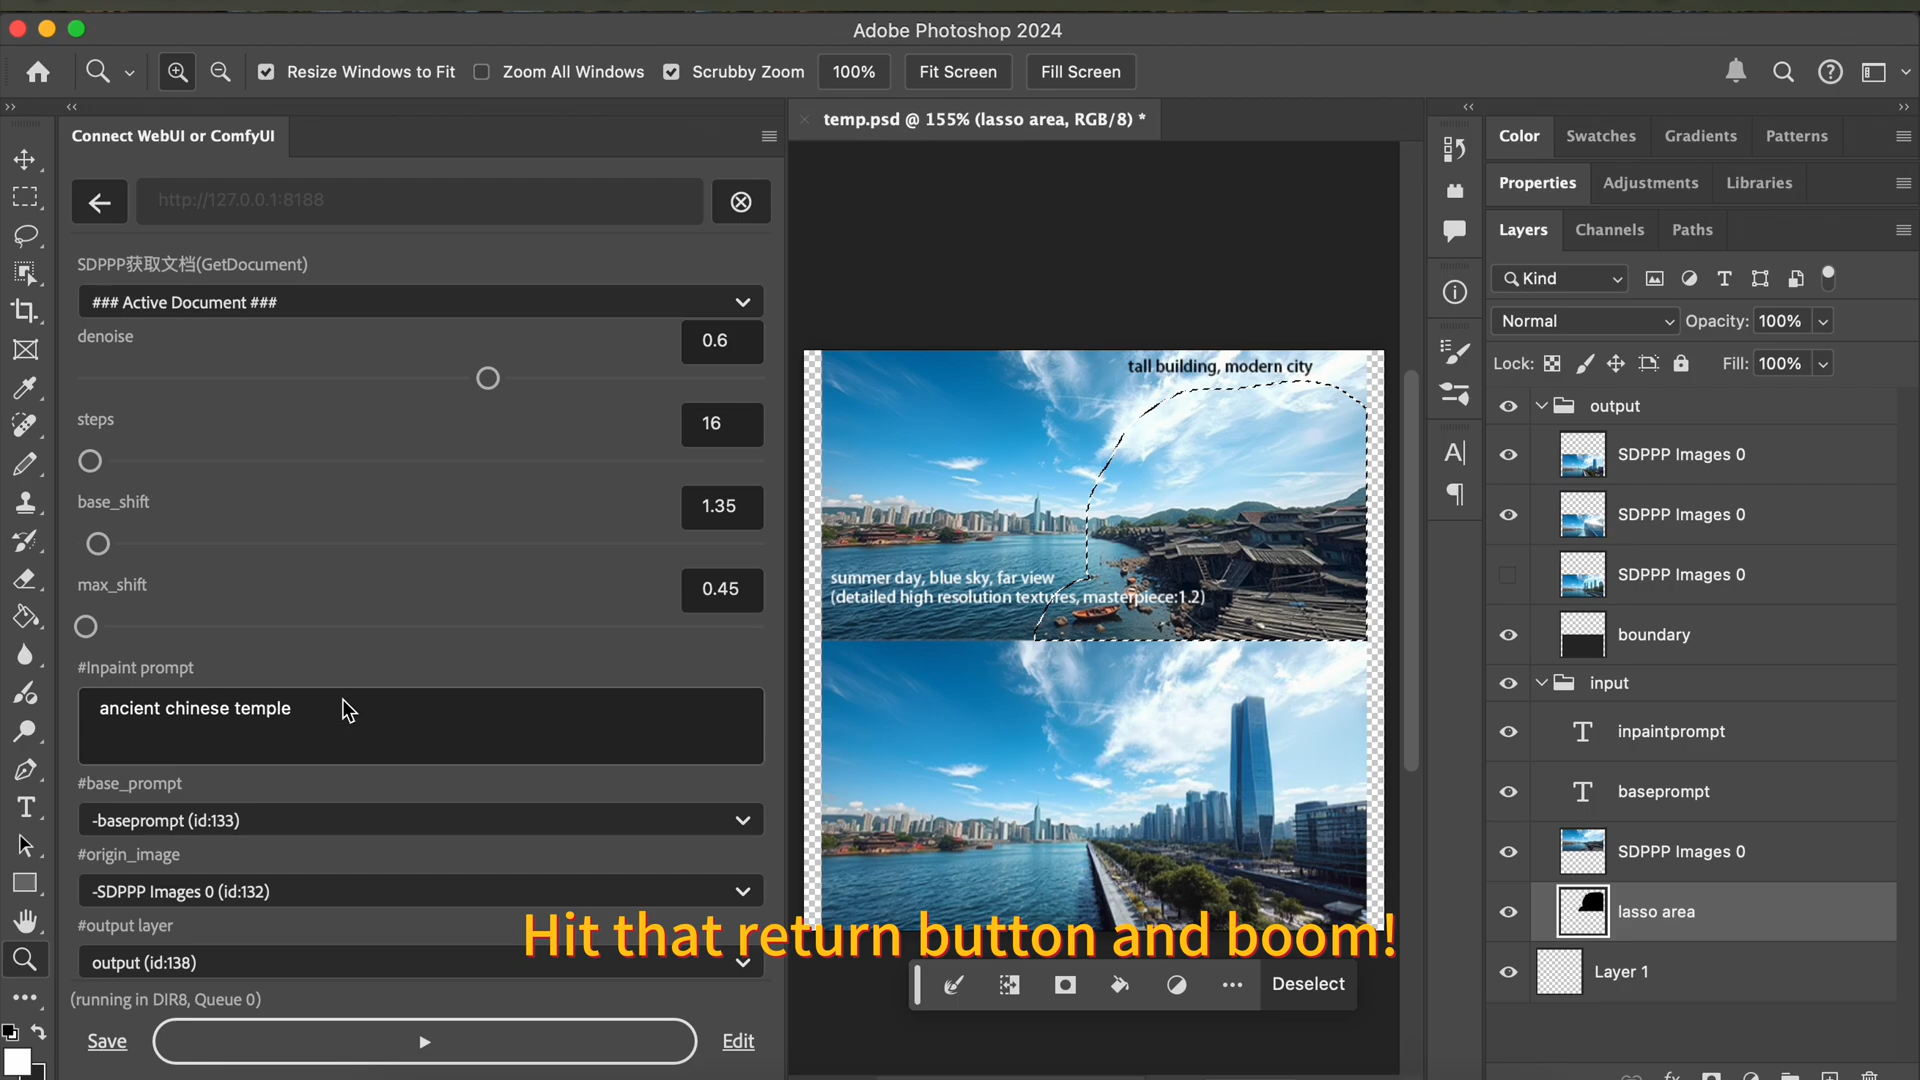 Adobe Photoshop 2024
Resize Windows to Fit
Zoom All Windows
Scrubby Zoom
100%
Fit Screen
Fill Screen
Connect WebUI or ComfyUI
http://127.0.0.1:8188
SDPPP获取文档(GetDocument)
### Active Document ###
denoise
0.6
steps
16
base_shift
1.35
max_shift
0.45
#Inpaint prompt
ancient chinese temple
#base_prompt
-baseprompt (id:133)
#origin_image
-SDPPP Images 0 (id:132)
#output layer
output (id:138)
(running in DIR8, Queue 0)
Save
Edit
temp.psd @ 155% (lasso area, RGB/8) *
tall building, modern city
summer day, blue sky, far view
(detailed high resolution textures, masterpiece:1.2)
Hit that return button and boom!
Deselect
Color
Swatches
Gradients
Patterns
Properties
Adjustments
Libraries
Layers
Channels
Paths
Kind
Normal
Opacity: 100%
Lock:
Fill: 100%
output
SDPPP Images 0
SDPPP Images 0
SDPPP Images 0
boundary
input
inpaintprompt
baseprompt
SDPPP Images 0
lasso area
Layer 1